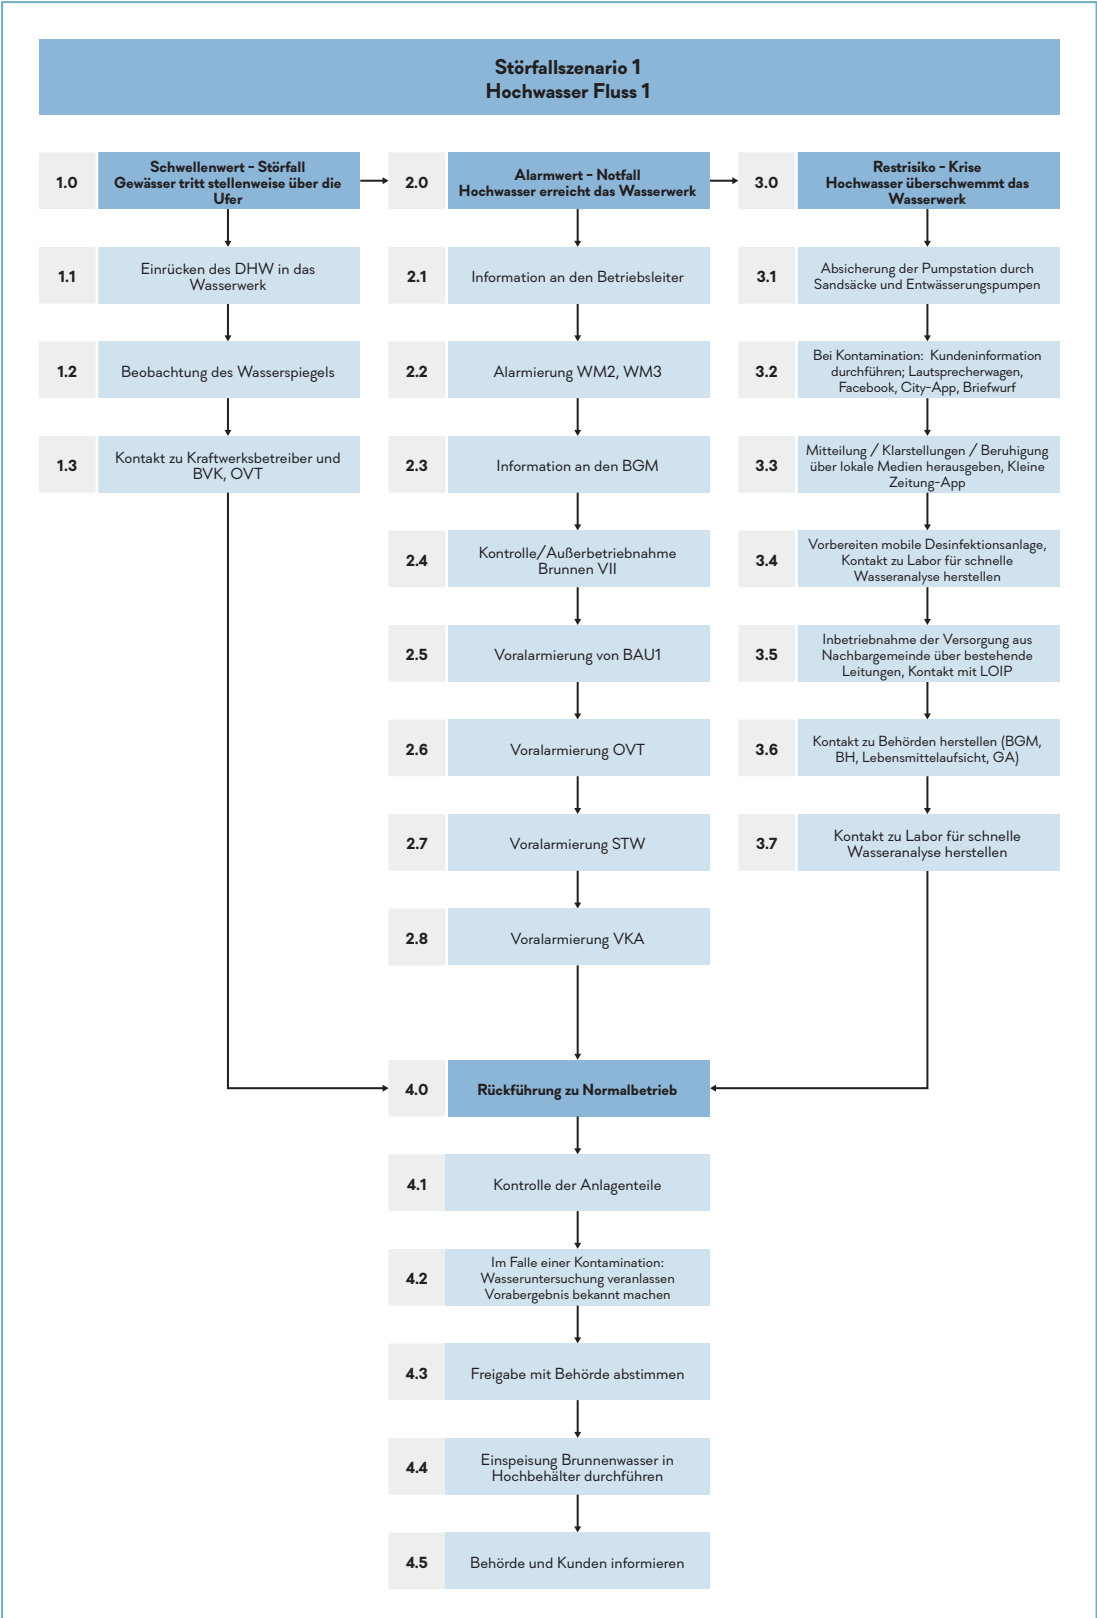 Störfallszenario 1
Hochwasser Fluss 1
1.0
Schwellenwert – Störfall
Gewässer tritt stellenweise über die
Ufer
1.1
Einrücken des DHW in das
Wasserwerk
1.2
Beobachtung des Wasserspiegels
1.3
Kontakt zu Kraftwerksbetreiber und
BVK, OVT
2.0
Alarmwert – Notfall
Hochwasser erreicht das Wasserwerk
2.1
Information an den Betriebsleiter
2.2
Alarmierung WM2, WM3
2.3
Information an den BGM
2.4
Kontrolle/Außerbetriebnahme
Brunnen VII
2.5
Voralarmierung von BAU1
2.6
Voralarmierung OVT
2.7
Voralarmierung STW
2.8
Voralarmierung VKA
3.0
Restrisiko – Krise
Hochwasser überschwemmt das
Wasserwerk
3.1
Absicherung der Pumpstation durch
Sandsäcke und Entwässerungspumpen
3.2
Bei Kontamination: Kundeninformation
durchführen; Lautsprecherwagen,
Facebook, City-App, Briefwurf
3.3
Mitteilung / Klarstellungen / Beruhigung
über lokale Medien herausgeben, Kleine
Zeitung-App
3.4
Vorbereiten mobile Desinfektionsanlage,
Kontakt zu Labor für schnelle
Wasseranalyse herstellen
3.5
Inbetriebnahme der Versorgung aus
Nachbargemeinde über bestehende
Leitungen, Kontakt mit LOIP
3.6
Kontakt zu Behörden herstellen (BGM,
BH, Lebensmittelaufsicht, GA)
3.7
Kontakt zu Labor für schnelle
Wasseranalyse herstellen
4.0
Rückführung zu Normalbetrieb
4.1
Kontrolle der Anlagenteile
4.2
Im Falle einer Kontamination:
Wasseruntersuchung veranlassen
Vorabergebnis bekannt machen
4.3
Freigabe mit Behörde abstimmen
4.4
Einspeisung Brunnenwasser in
Hochbehälter durchführen
4.5
Behörde und Kunden informieren